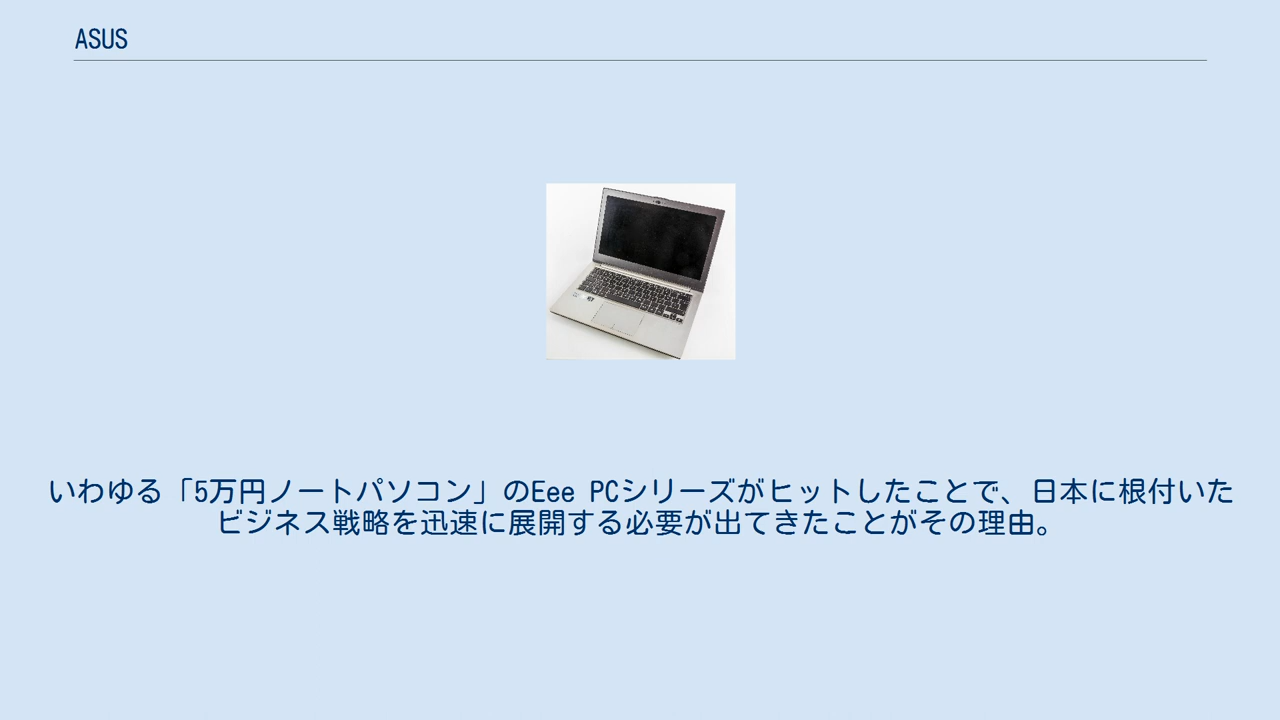 ASUS
いわゆる「5万円ノートパソコン」のEee PCシリーズがヒットしたことで、日本に根付いた
ビジネス戦略を迅速に展開する必要が出てきたことがその理由。